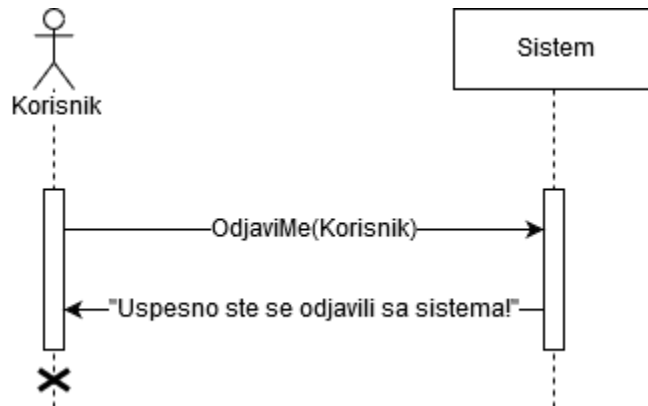 Sistem
Korisnik
OdjaviMe(Korisnik)
"Uspesno ste se odjavili sa sistema!"